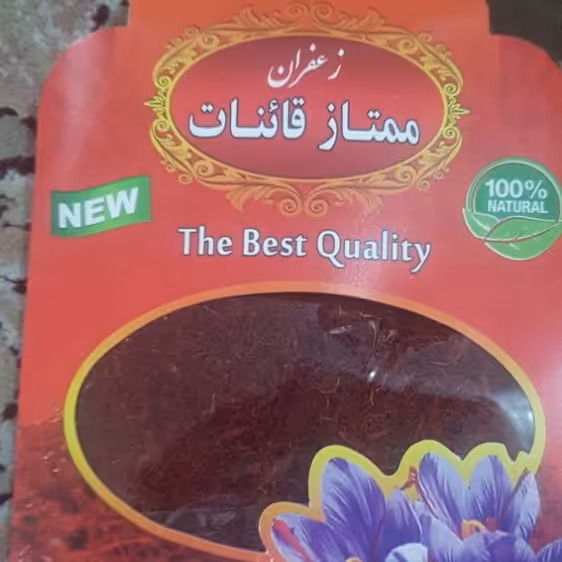 زعفران
ممتاز قائنات
NEW
100%
NATURAL
The Best Quality